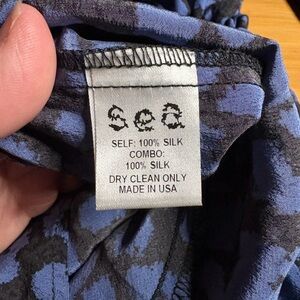 sea
SELF: 100% SILK
COMBO:
100% SILK
DRY CLEAN ONLY
MADE IN USA